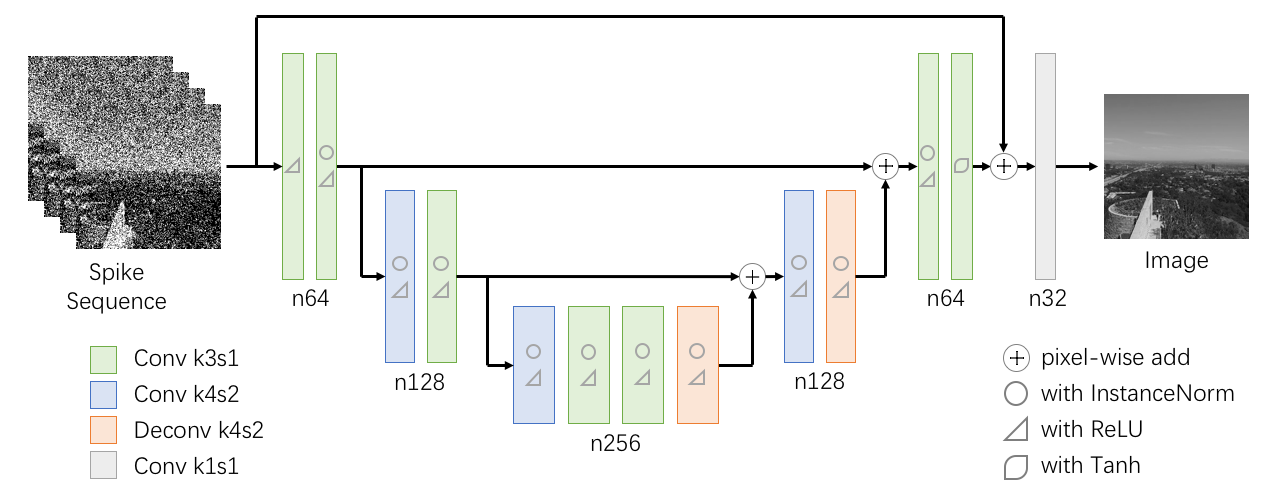 Spike
Sequence
n64
n128
n256
n128
n64
n32
Image
Conv k3s1
Conv k4s2
Deconv k4s2
Conv k1s1
pixel-wise add
with InstanceNorm
with ReLU
with Tanh